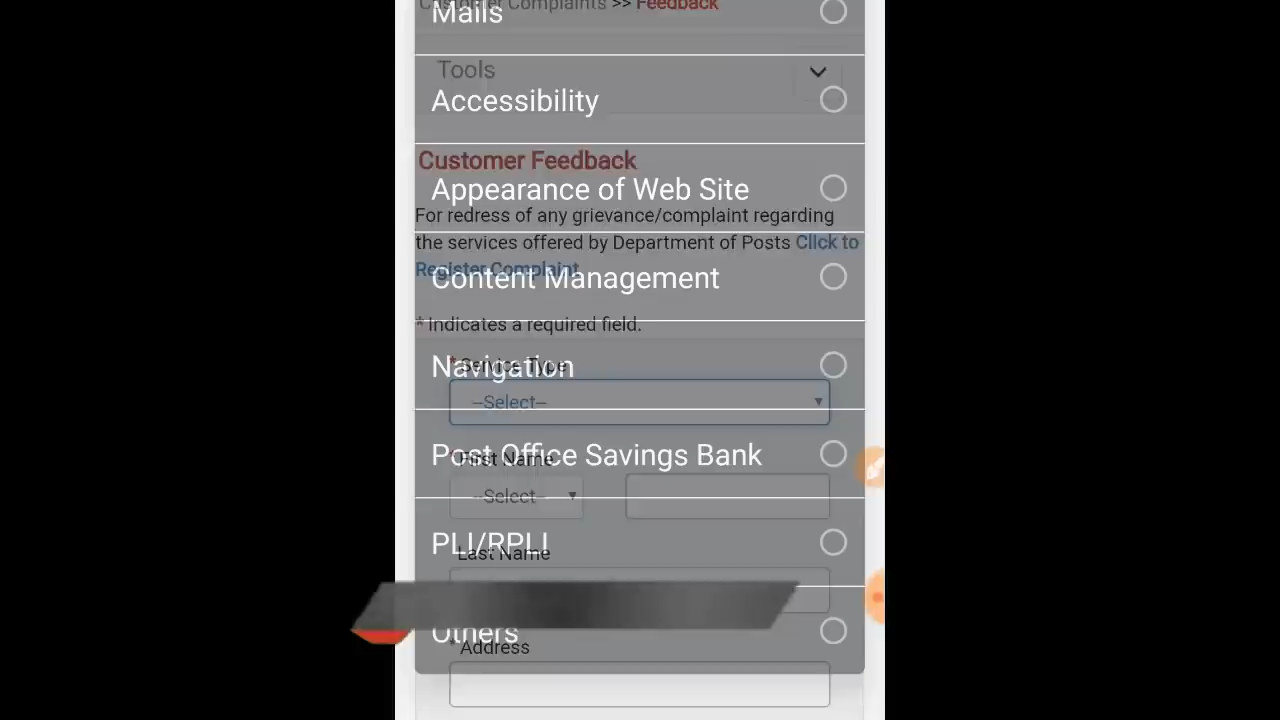 Customer Complaints >> Feedback
Mails
Tools
Accessibility
Customer Feedback
Appearance of Web Site
For redress of any grievance/complaint regarding
the services offered by Department of Posts Click to
Register Complaint
Content Management
* Indicates a required field.
* Service Type
Navigation
--Select--
Post Office Savings Bank
* First Name
--Select--
PLI/RPLI
Last Name
Others
* Address